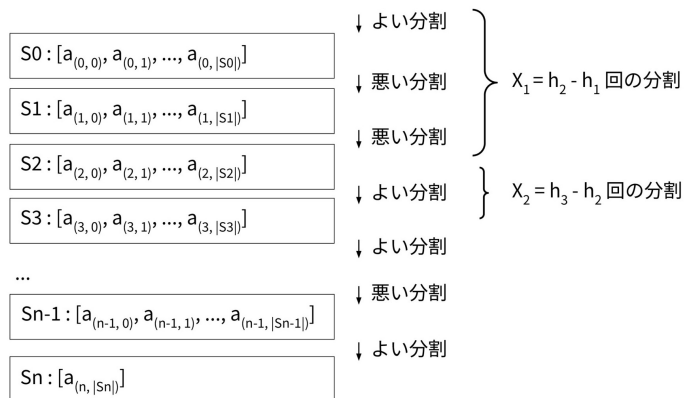 ↓ よい分割
S0 : [a(0, 0), a(0, 1), ..., a(0, |S0|)]
↓ 悪い分割
X1 = h2 - h1 回の分割
S1 : [a(1, 0), a(1, 1), ..., a(1, |S1|)]
↓ 悪い分割
S2 : [a(2, 0), a(2, 1), ..., a(2, |S2|)]
↓ よい分割
X2 = h3 - h2 回の分割
S3 : [a(3, 0), a(3, 1), ..., a(3, |S3|)]
↓ よい分割
...
↓ 悪い分割
Sn-1 : [a(n-1, 0), a(n-1, 1), ..., a(n-1, |Sn-1|)]
↓ よい分割
Sn : [a(n, |Sn|)]